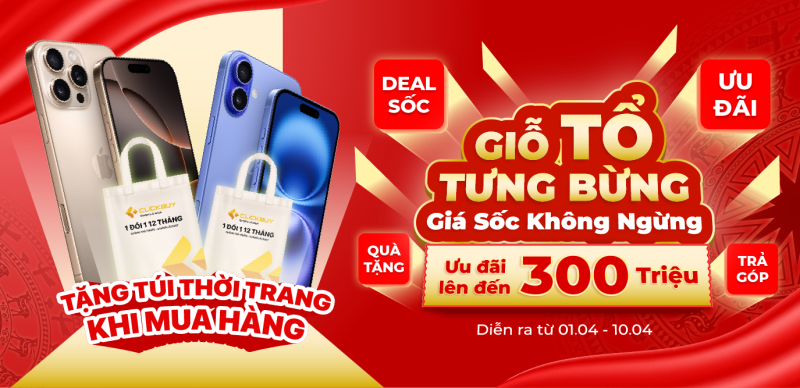 CLICKBUY
1 ĐỔI 1 12 THÁNG
CLICKBUY
1 ĐỔI 1 12 THÁNG
TẶNG TÚI THỜI TRANG
KHI MUA HÀNG
DEAL
SỐC
ƯU
ĐÃI
GIỖ TỔ
TƯNG BỪNG
Giá Sốc Không Ngừng
QUÀ
TẶNG
Ưu đãi
lên đến
300 Triệu
TRẢ
GÓP
Diễn ra từ 01.04 - 10.04